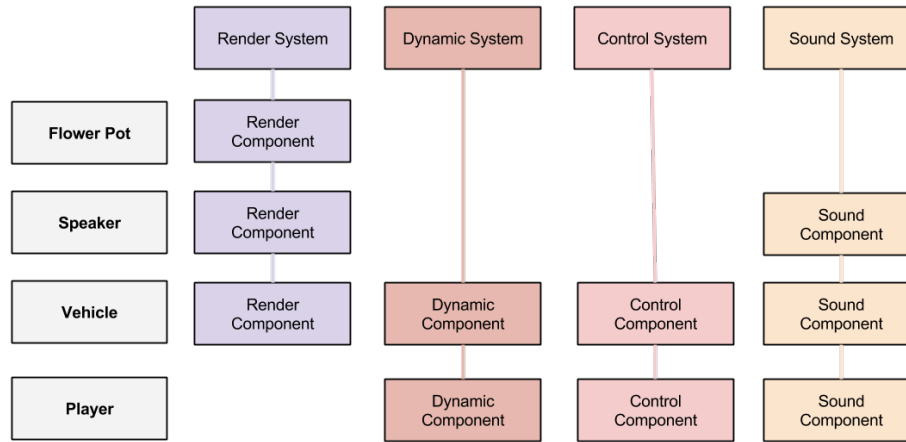 Render System
Dynamic System
Control System
Sound System
Flower Pot
Render
Component
Speaker
Render
Component
Sound
Component
Vehicle
Render
Component
Dynamic
Component
Control
Component
Sound
Component
Player
Dynamic
Component
Control
Component
Sound
Component